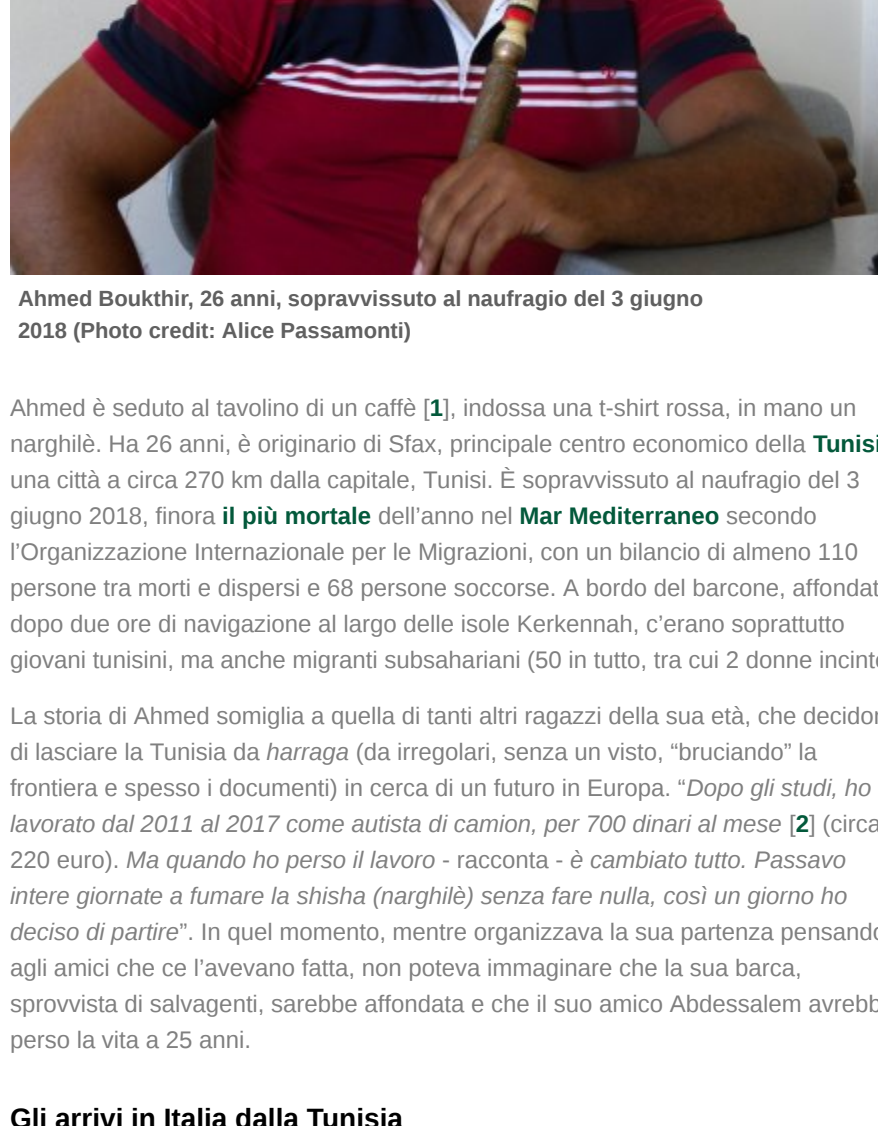 Ahmed Boukthir, 26 anni, sopravvissuto al naufragio del 3 giugno
2018 (Photo credit: Alice Passamonti)
Ahmed è seduto al tavolino di un caffè [1], indossa una t-shirt rossa, in mano un
narghilè. Ha 26 anni, è originario di Sfax, principale centro economico della Tunisi
una città a circa 270 km dalla capitale, Tunisi. È sopravvissuto al naufragio del 3
giugno 2018, finora il più mortale dell’anno nel Mar Mediterraneo secondo
l’Organizzazione Internazionale per le Migrazioni, con un bilancio di almeno 110
persone tra morti e dispersi e 68 persone soccorse. A bordo del barcone, affondat
dopo due ore di navigazione al largo delle isole Kerkennah, c’erano soprattutto
giovani tunisini, ma anche migranti subsahariani (50 in tutto, tra cui 2 donne incint
La storia di Ahmed somiglia a quella di tanti altri ragazzi della sua età, che decido
di lasciare la Tunisia da harraga (da irregolari, senza un visto, “bruciando” la
frontiera e spesso i documenti) in cerca di un futuro in Europa. “Dopo gli studi, ho
lavorato dal 2011 al 2017 come autista di camion, per 700 dinari al mese [2] (circa
220 euro). Ma quando ho perso il lavoro - racconta - è cambiato tutto. Passavo
intere giornate a fumare la shisha (narghilè) senza fare nulla, così un giorno ho
deciso di partire”. In quel momento, mentre organizzava la sua partenza pensando
agli amici che ce l’avevano fatta, non poteva immaginare che la sua barca,
sprovvista di salvagenti, sarebbe affondata e che il suo amico Abdessalem avrebb
perso la vita a 25 anni.
Gli arrivi in Italia dalla Tunisia